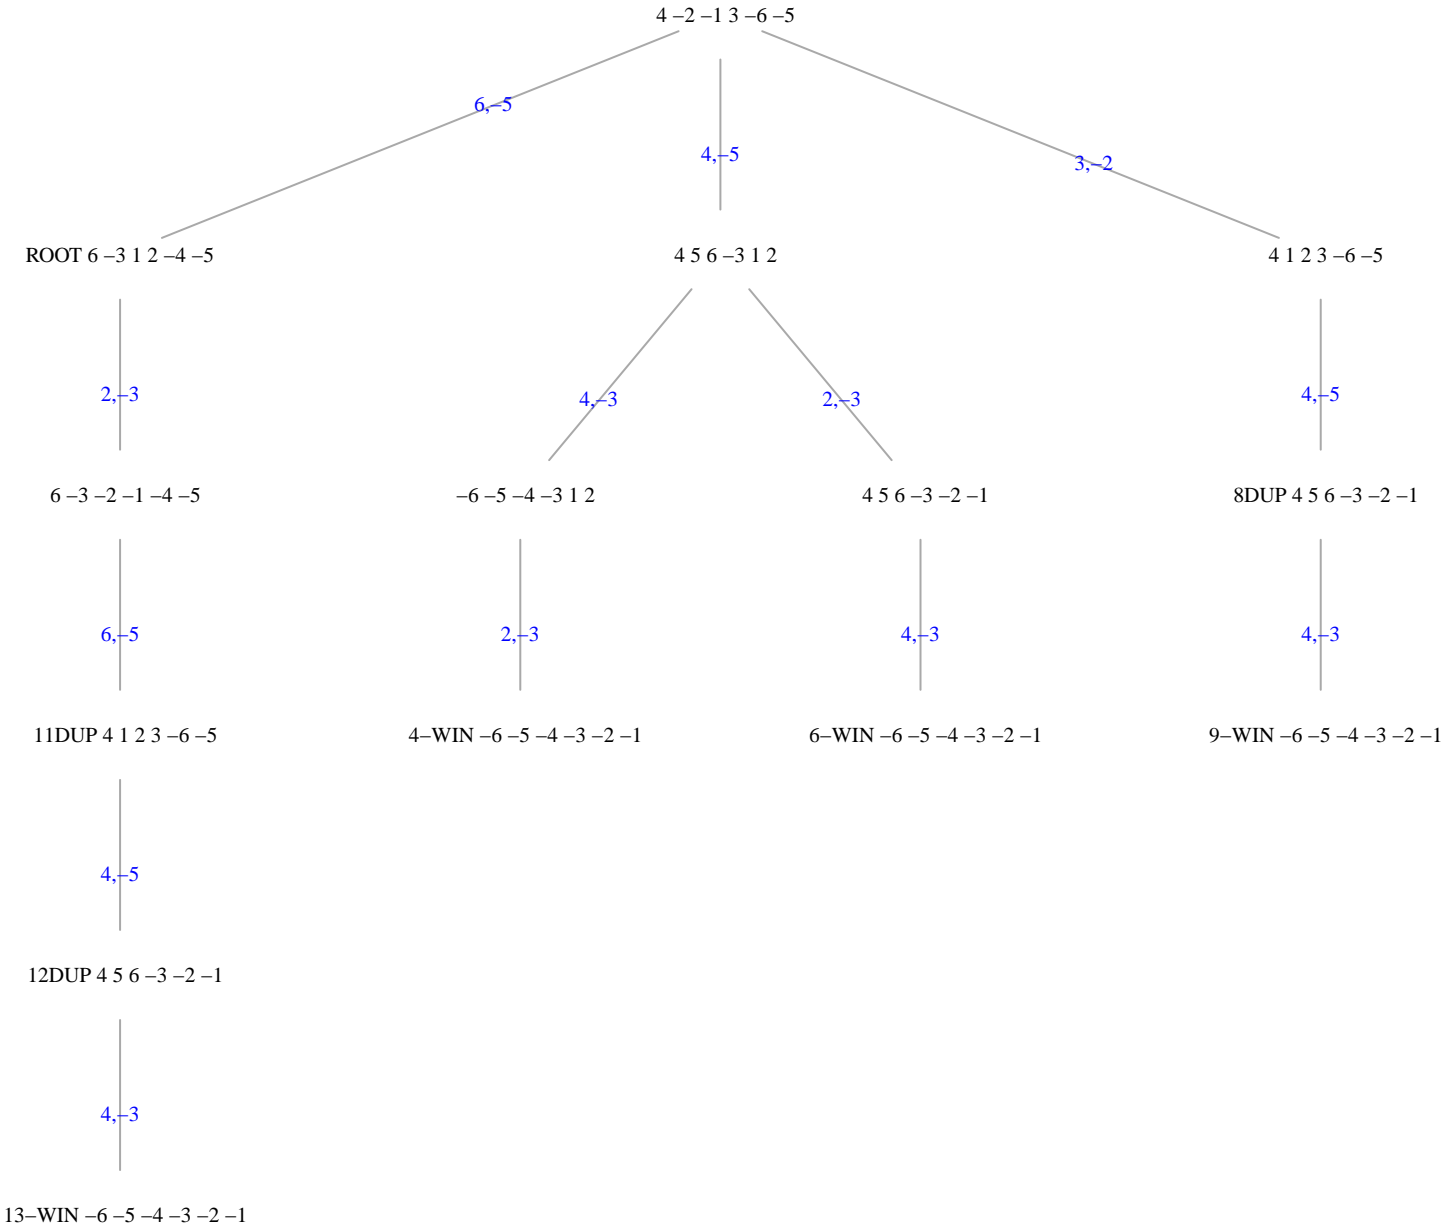 4 –2 –1 3 –6 –5
6,–5
4,–5
3,–2
ROOT 6 –3 1 2 –4 –5
4 5 6 –3 1 2
4 1 2 3 –6 –5
2,–3
4,–3
2,–3
4,–5
6 –3 –2 –1 –4 –5
–6 –5 –4 –3 1 2
4 5 6 –3 –2 –1
8DUP 4 5 6 –3 –2 –1
6,–5
2,–3
4,–3
4,–3
11DUP 4 1 2 3 –6 –5
4–WIN –6 –5 –4 –3 –2 –1
6–WIN –6 –5 –4 –3 –2 –1
9–WIN –6 –5 –4 –3 –2 –1
4,–5
12DUP 4 5 6 –3 –2 –1
4,–3
13–WIN –6 –5 –4 –3 –2 –1